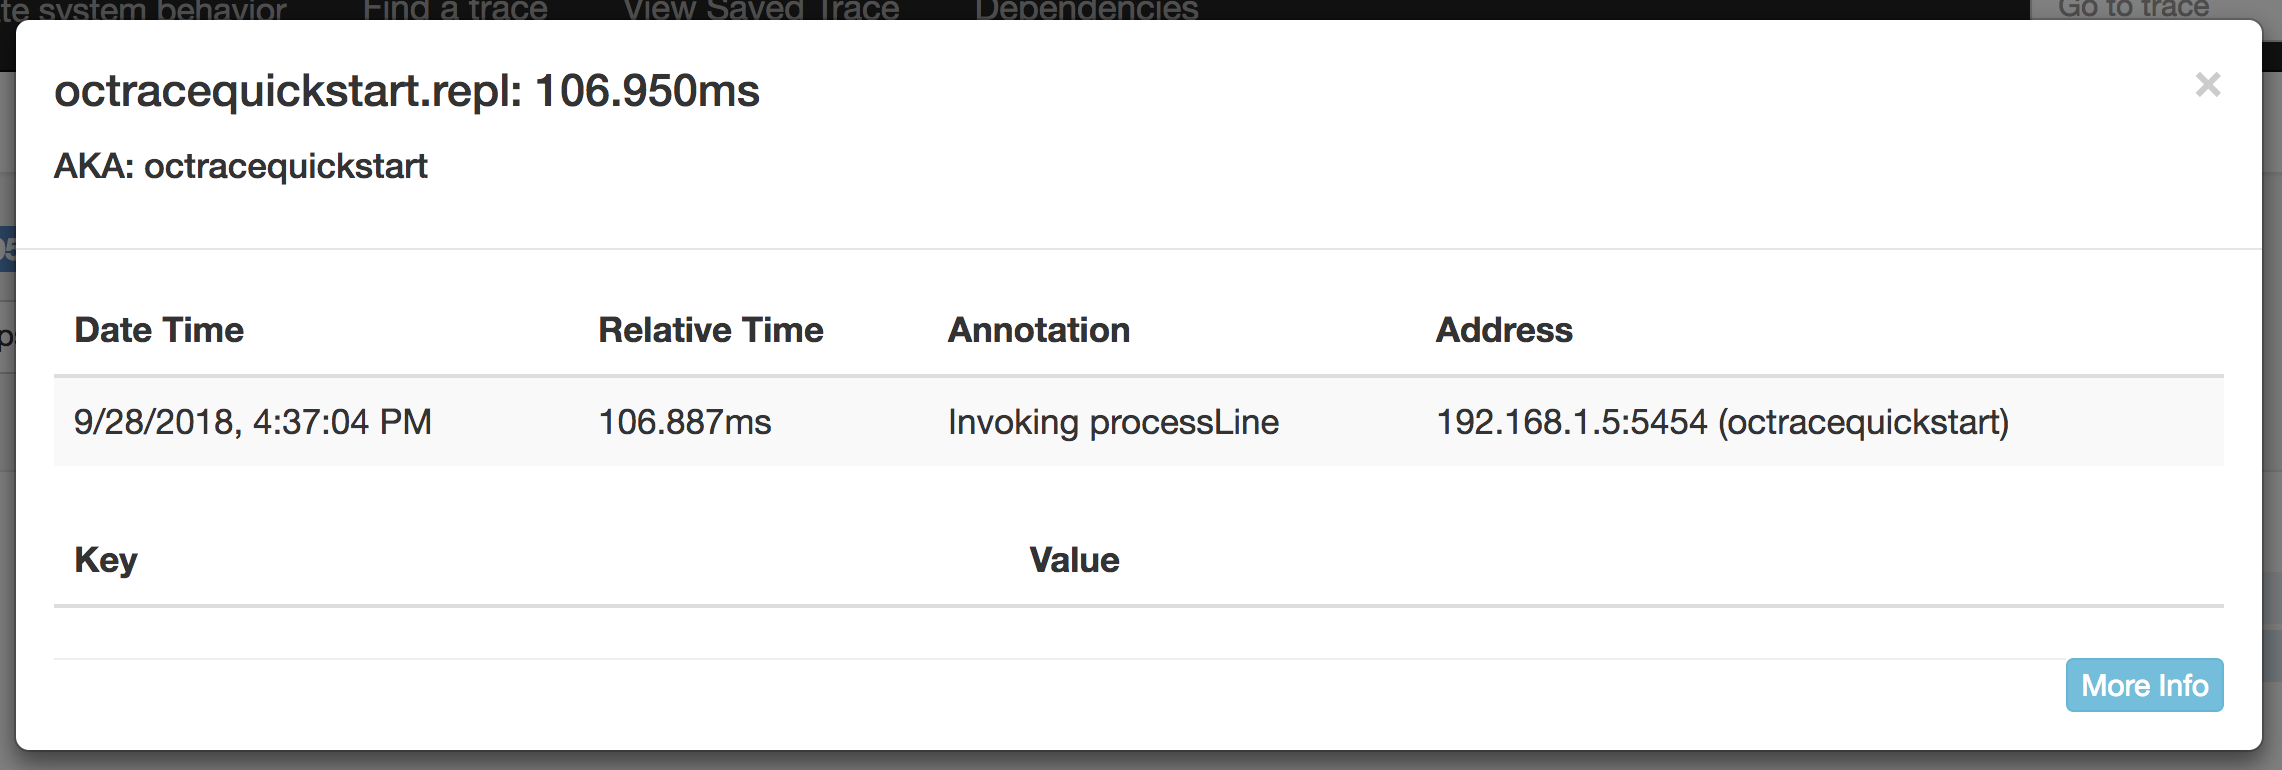 te system behavior Find a trace View Saved Trace Dependencies Go to trace
octracequickstart.repl: 106.950ms
×
AKA: octracequickstart
Date Time Relative Time Annotation Address
9/28/2018, 4:37:04 PM 106.887ms Invoking processLine 192.168.1.5:5454 (octracequickstart)
Key Value
More Info